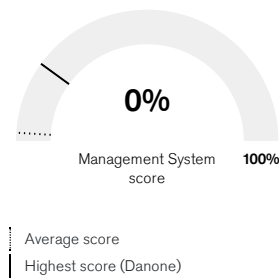 0%
Management System
score
100%
Average score
Highest score (Danone)